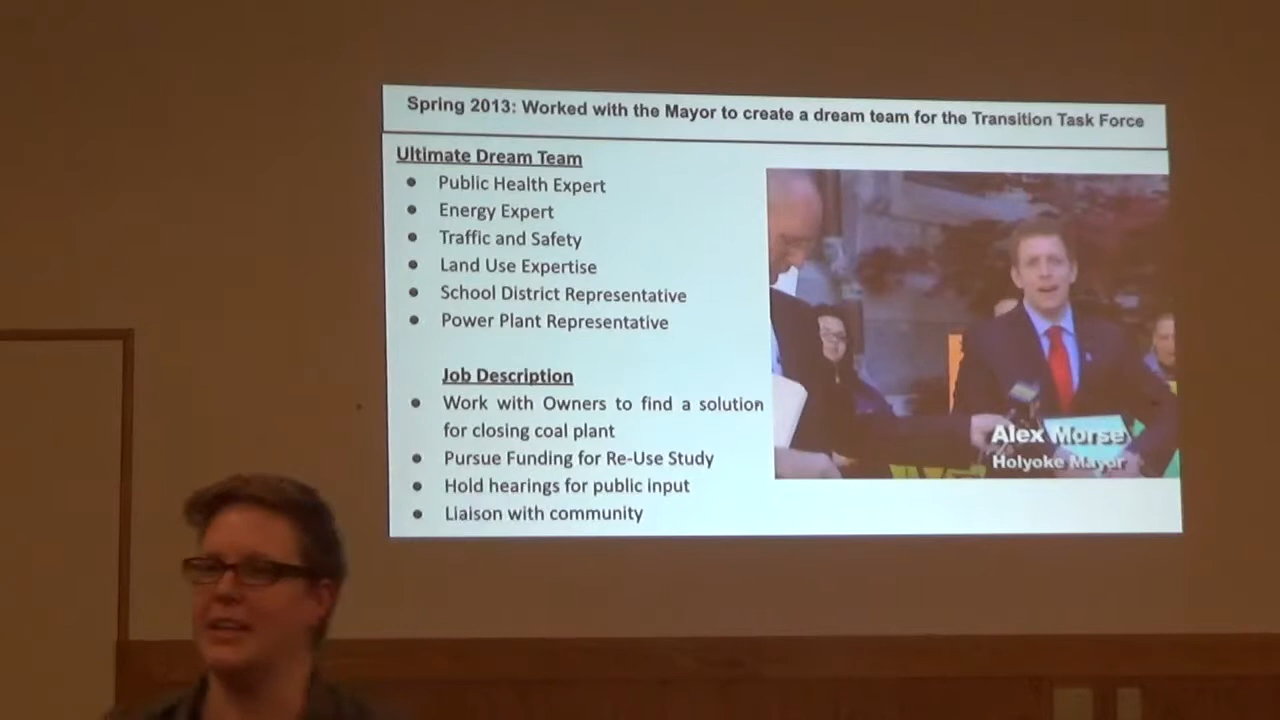 Spring 2013: Worked with the Mayor to create a dream team for the Transition Task Force
Ultimate Dream Team
● Public Health Expert
● Energy Expert
● Traffic and Safety
● Land Use Expertise
● School District Representative
● Power Plant Representative
Job Description
● Work with Owners to find a solution
for closing coal plant
● Pursue Funding for Re-Use Study
● Hold hearings for public input
● Liaison with community
Alex Morse
Holyoke Mayor